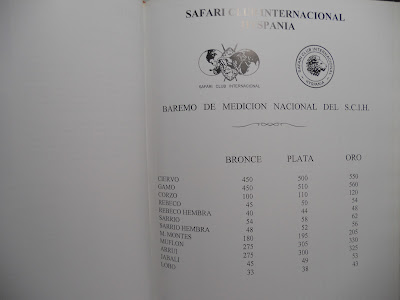 SAFARI CLUB INTERNACIONAL
HISPANIA
SAFARI CLUB INTERNACIONAL
BAREMO DE MEDICION NACIONAL DEL S.C.I.H.
BRONCE PLATA ORO
CIERVO 450 500 550
GAMO 450 510 560
CORZO 100 110 120
REBECO 45 50 54
REBECO HEMBRA 40 44 48
SARRIO 54 58 62
SARRIO HEMBRA 48 52 56
M. MONTES 180 195 205
MUFLON 275 305 330
ARRUI 275 300 325
JABALI 45 49 53
LOBO 33 38 43